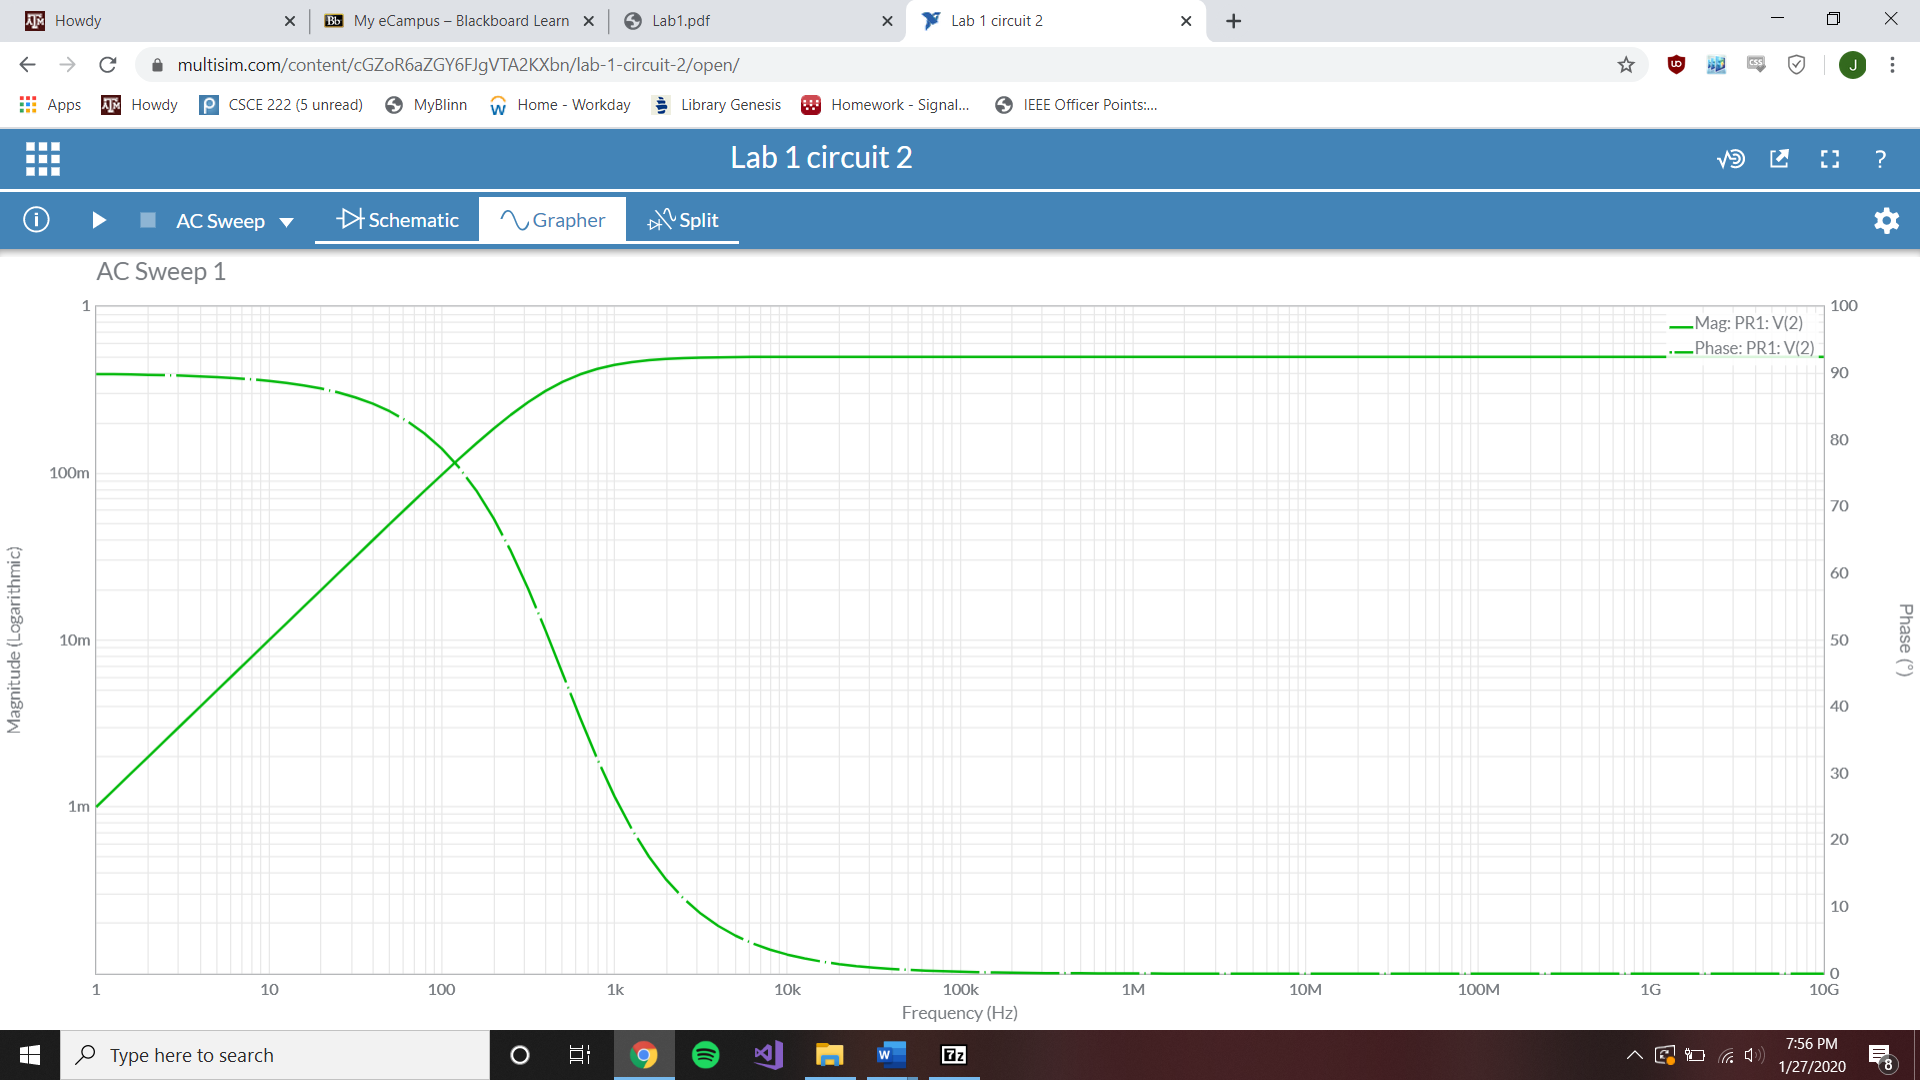 Howdy
My eCampus – Blackboard Learn
Lab1.pdf
Lab 1 circuit 2
multisim.com/content/cGZoR6aZGY6FJgVTA2KXbn/lab-1-circuit-2/open/
J
Apps
Howdy
CSCE 222 (5 unread)
MyBlinn
Home - Workday
Library Genesis
Homework - Signal...
IEEE Officer Points:...
Lab 1 circuit 2
?
AC Sweep
Schematic
Grapher
Split
AC Sweep 1
1
100m
10m
1m
Magnitude (Logarithmic)
Mag: PR1: V(2)
Phase: PR1: V(2)
100
90
80
70
60
50
40
30
20
10
0
Phase (°)
1 10 100 1k 10k 100k 1M 10M 100M 1G 10G
Frequency (Hz)
Type here to search
7:56 PM
1/27/2020
8